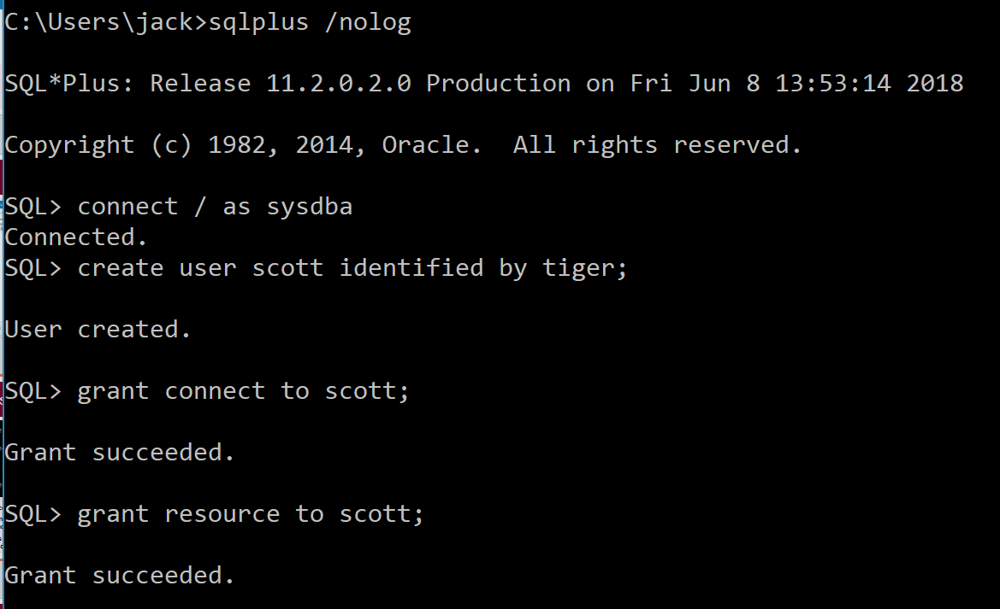 C:\Users\jack>sqlplus /nolog
SQL*Plus: Release 11.2.0.2.0 Production on Fri Jun 8 13:53:14 2018
Copyright (c) 1982, 2014, Oracle.  All rights reserved.
SQL> connect / as sysdba
Connected.
SQL> create user scott identified by tiger;
User created.
SQL> grant connect to scott;
Grant succeeded.
SQL> grant resource to scott;
Grant succeeded.